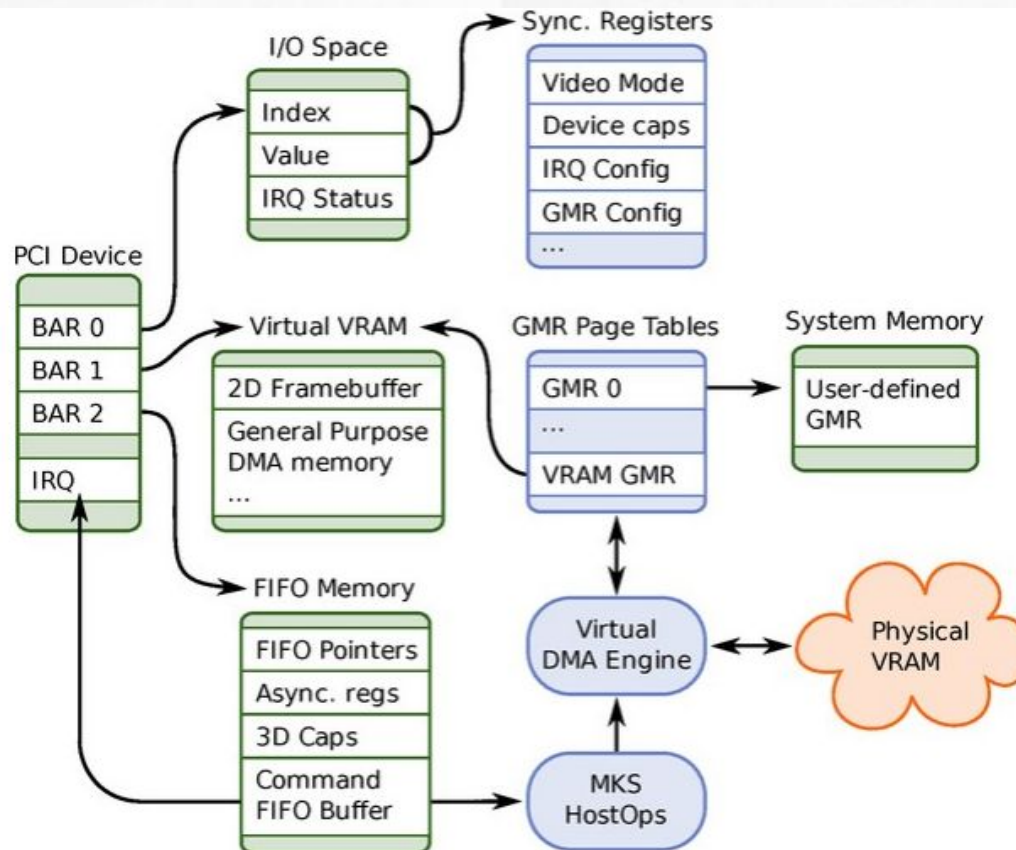 Sync. Registers
I/O Space
Video Mode
Index
Device caps
Value
IRQ Config
IRQ Status
GMR Config
...
PCI Device
BAR 0
BAR 1
BAR 2
IRQ
Virtual VRAM
2D Framebuffer
General Purpose
DMA memory
...
GMR Page Tables
GMR 0
...
VRAM GMR
System Memory
User-defined
GMR
FIFO Memory
FIFO Pointers
Async. regs
3D Caps
Command
FIFO Buffer
Virtual
DMA Engine
Physical
VRAM
MKS
HostOps